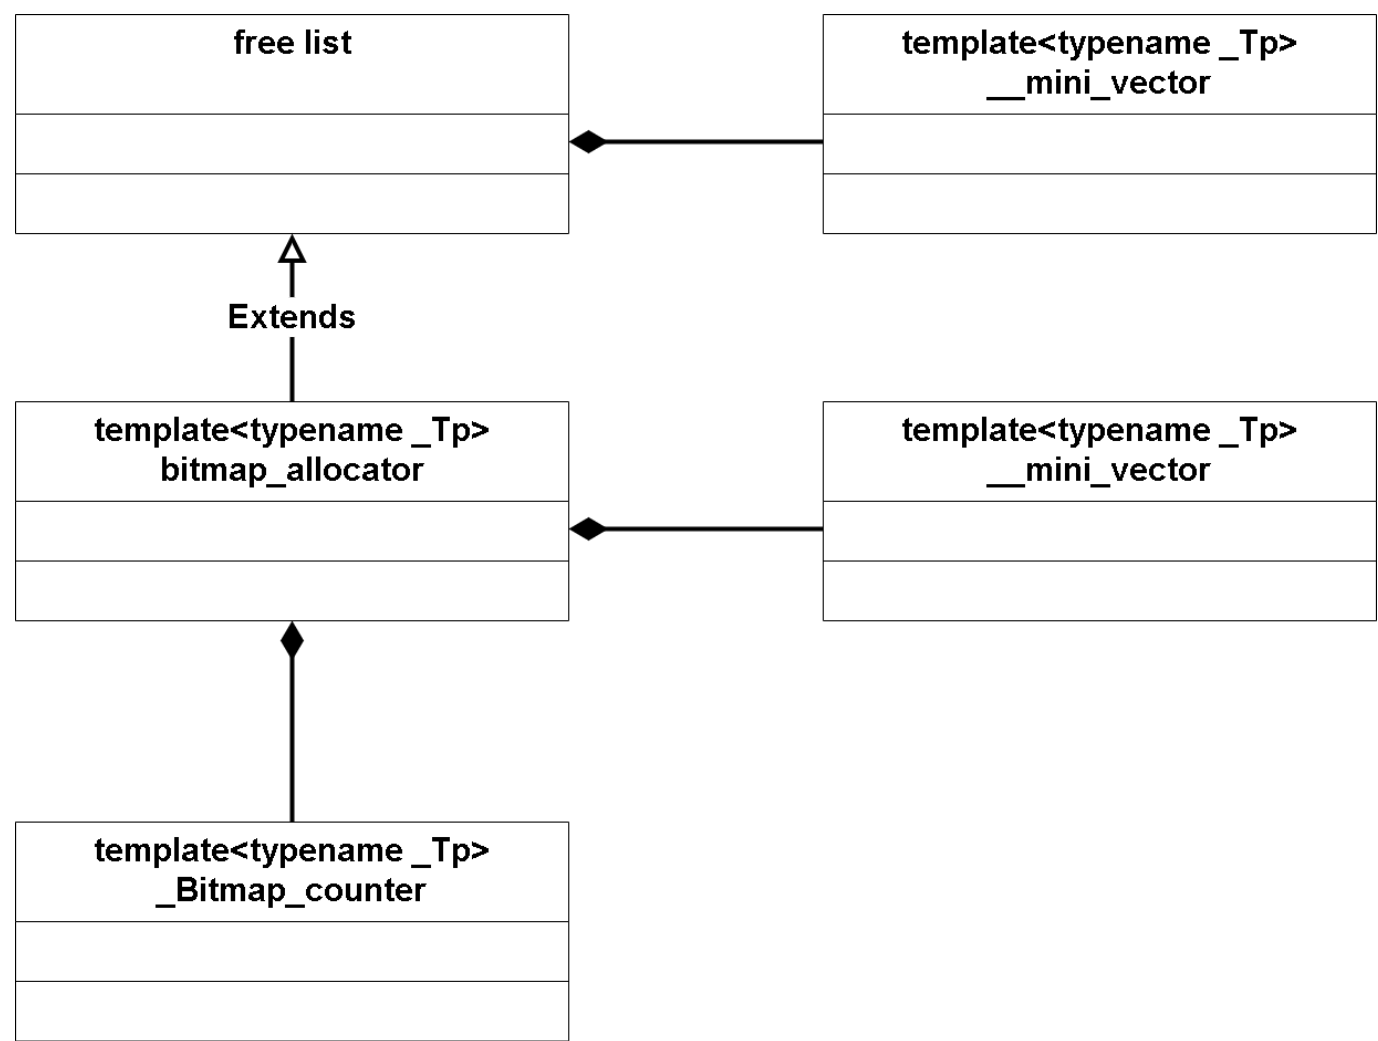 free list
template<typename _Tp>
__mini_vector
Extends
template<typename _Tp>
bitmap_allocator
template<typename _Tp>
__mini_vector
template<typename _Tp>
_Bitmap_counter